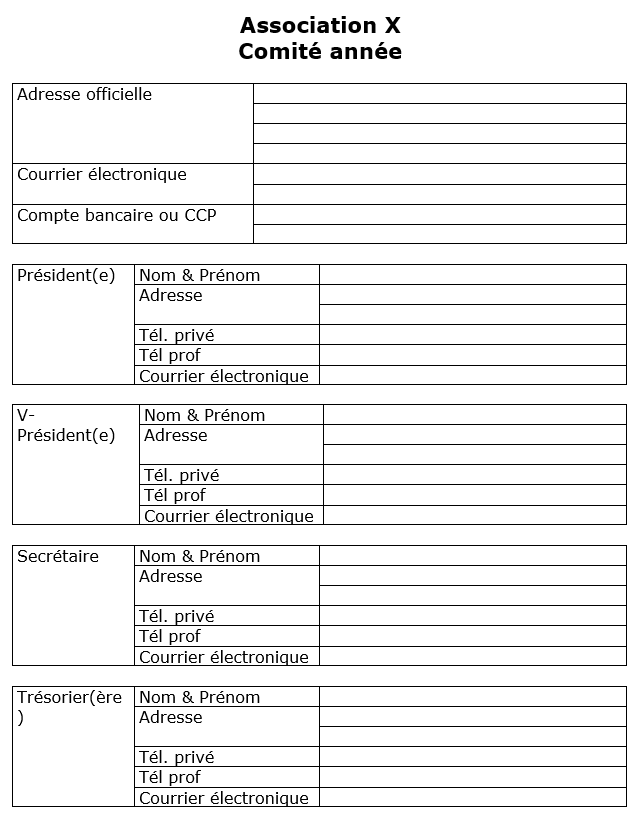 Association X
Comité année
Adresse officielle
Courrier électronique
Compte bancaire ou CCP
Président(e) Nom & Prénom
Adresse
Tél. privé
Tél prof
Courrier électronique
V- Nom & Prénom
Président(e) Adresse
Tél. privé
Tél prof
Courrier électronique
Secrétaire Nom & Prénom
Adresse
Tél. privé
Tél prof
Courrier électronique
Trésorier(ère Nom & Prénom
) Adresse
Tél. privé
Tél prof
Courrier électronique